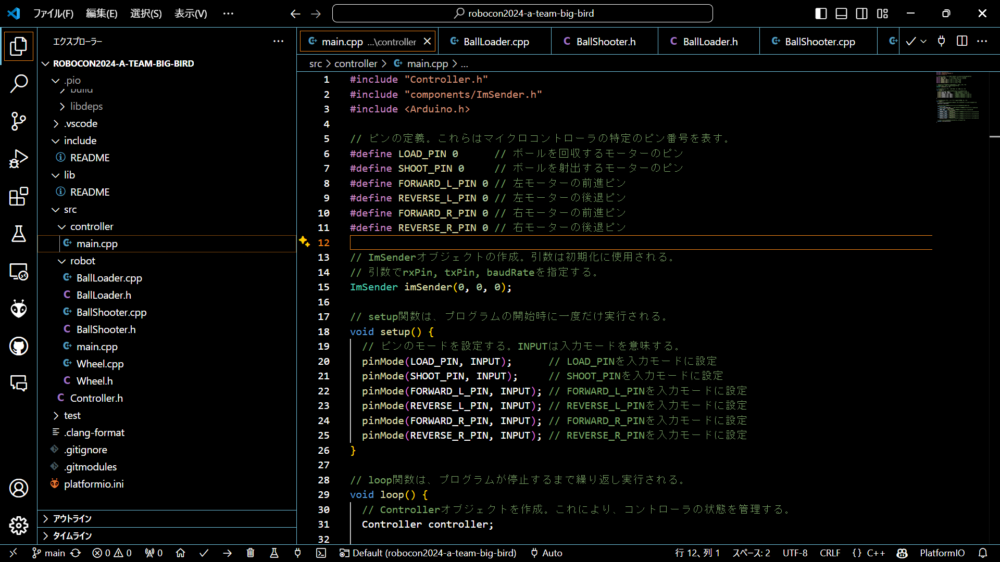 ファイル(F) 編集(E) 選択(S) 表示(V) ···
robocon2024-a-team-big-bird
エクスプローラー
ROBOCON2024-A-TEAM-BIG-BIRD
.pio
build
libdeps
.vscode
include
README
lib
README
src
controller
main.cpp
robot
BallLoader.cpp
BallLoader.h
BallShooter.cpp
BallShooter.h
main.cpp
Wheel.cpp
Wheel.h
Controller.h
test
.clang-format
.gitignore
.gitmodules
platformio.ini
アウトライン
タイムライン
main.cpp ...\controller BallLoader.cpp BallShooter.h BallLoader.h BallShooter.cpp
src > controller > main.cpp > ...
1 #include "Controller.h"
2 #include "components/ImSender.h"
3 #include <Arduino.h>
4
5 // ピンの定義。これらはマイクロコントローラの特定のピン番号を表す。
6 #define LOAD_PIN 0 // ボールを回収するモーターのピン
7 #define SHOOT_PIN 0 // ボールを射出するモーターのピン
8 #define FORWARD_L_PIN 0 // 左モーターの前進ピン
9 #define REVERSE_L_PIN 0 // 左モーターの後退ピン
10 #define FORWARD_R_PIN 0 // 右モーターの前進ピン
11 #define REVERSE_R_PIN 0 // 右モーターの後退ピン
12
13 // ImSenderオブジェクトの作成。引数は初期化に使用される。
14 // 引数でrxPin, txPin, baudRateを指定する。
15 ImSender imSender(0, 0, 0);
16
17 // setup関数は、プログラムの開始時に一度だけ実行される。
18 void setup() {
19 // ピンのモードを設定する。INPUTは入力モードを意味する。
20 pinMode(LOAD_PIN, INPUT); // LOAD_PINを入力モードに設定
21 pinMode(SHOOT_PIN, INPUT); // SHOOT_PINを入力モードに設定
22 pinMode(FORWARD_L_PIN, INPUT); // FORWARD_L_PINを入力モードに設定
23 pinMode(REVERSE_L_PIN, INPUT); // REVERSE_L_PINを入力モードに設定
24 pinMode(FORWARD_R_PIN, INPUT); // FORWARD_R_PINを入力モードに設定
25 pinMode(REVERSE_R_PIN, INPUT); // REVERSE_R_PINを入力モードに設定
26 }
27
28 // loop関数は、プログラムが停止するまで繰り返し実行される。
29 void loop() {
30 // Controllerオブジェクトを作成。これにより、コントローラの状態を管理する。
31 Controller controller;
32
main 0 0 0 Default (robocon2024-a-team-big-bird) Auto 行 12、列 1 スペース: 2 UTF-8 CRLF {} C++ PlatformIO